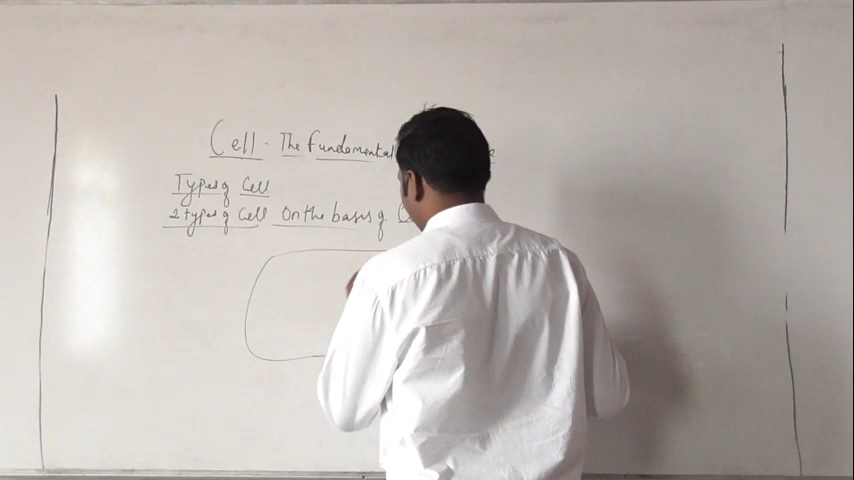 Cell - The Fundamental
Types of Cell
2 types of Cell On the basis of